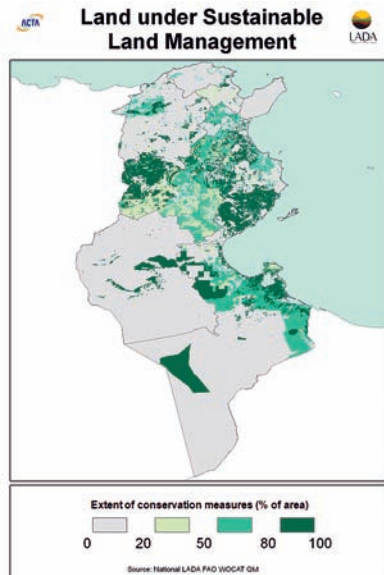 ACTA
Land under Sustainable
Land Management
LADA
Extent of conservation measures (% of area)
0 20 50 80 100
Source: National LADA FAO WOCAT QM